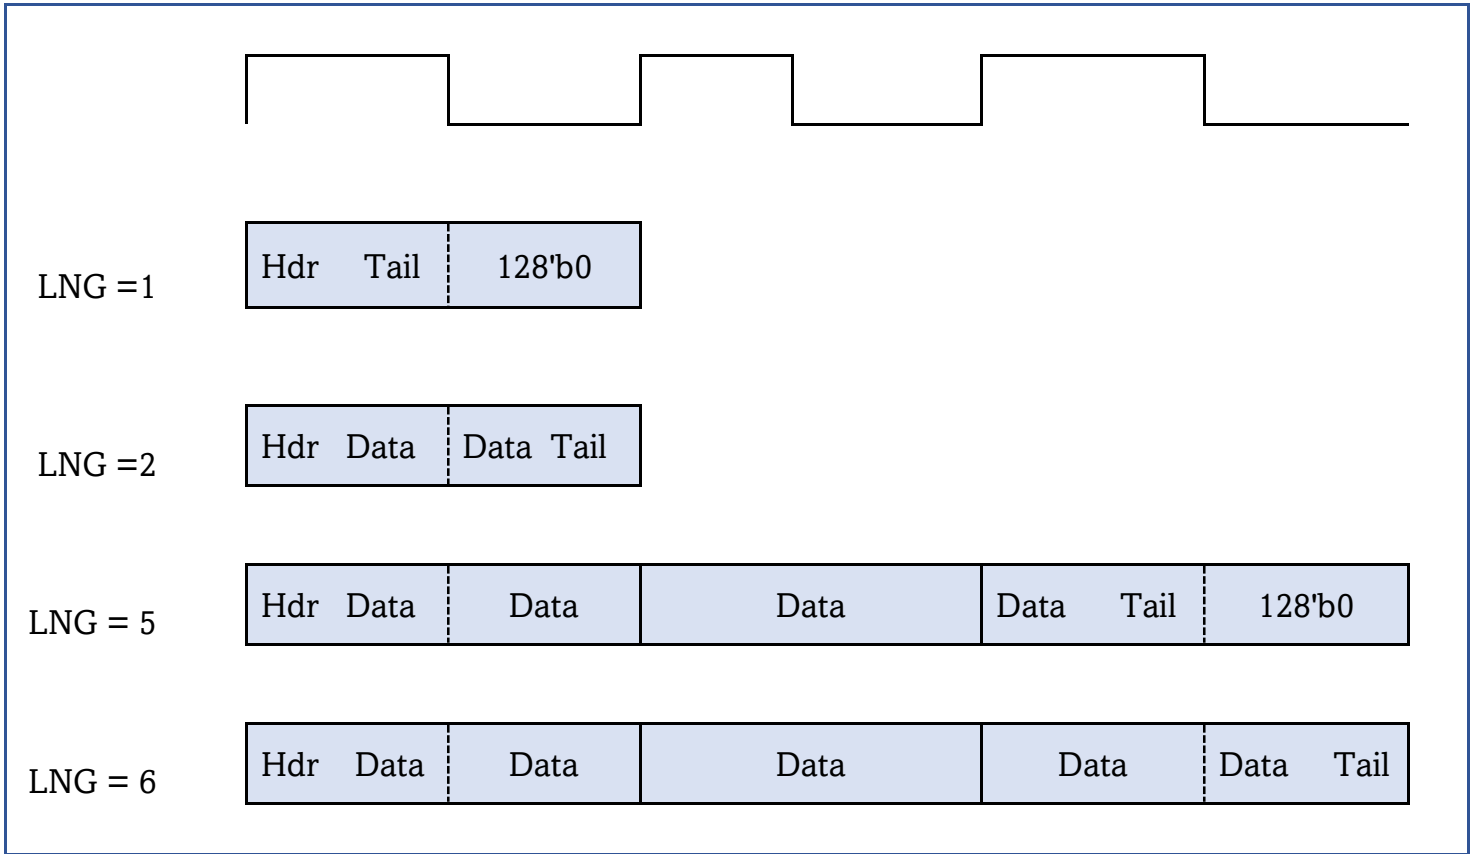 LNG =1 Hdr Tail 128'b0
LNG =2 Hdr Data Data Tail
LNG = 5 Hdr Data Data Data Data Tail 128'b0
LNG = 6 Hdr Data Data Data Data Data Tail